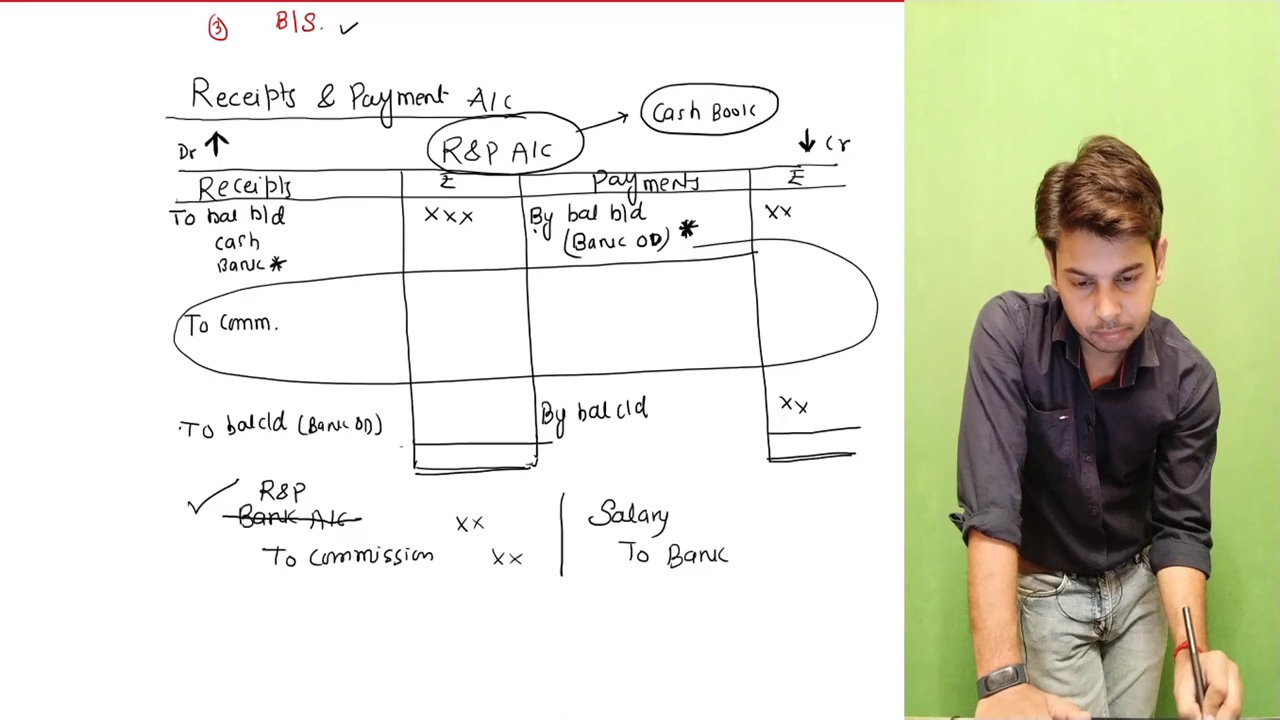 ③ B/S. ✓
Receipts & Payment A/c
Cash Book
Dr ↑ R&P A/c ↓ Cr
Receipts ₹ Payments ₹
To bal b/d xxx By bal b/d xx
cash (Bank OD) *
Bank *
To Comm.
To bal c/d (Bank OD) By bal c/d xx
R&P
Bank A/c xx Salary
To Commission xx To Bank